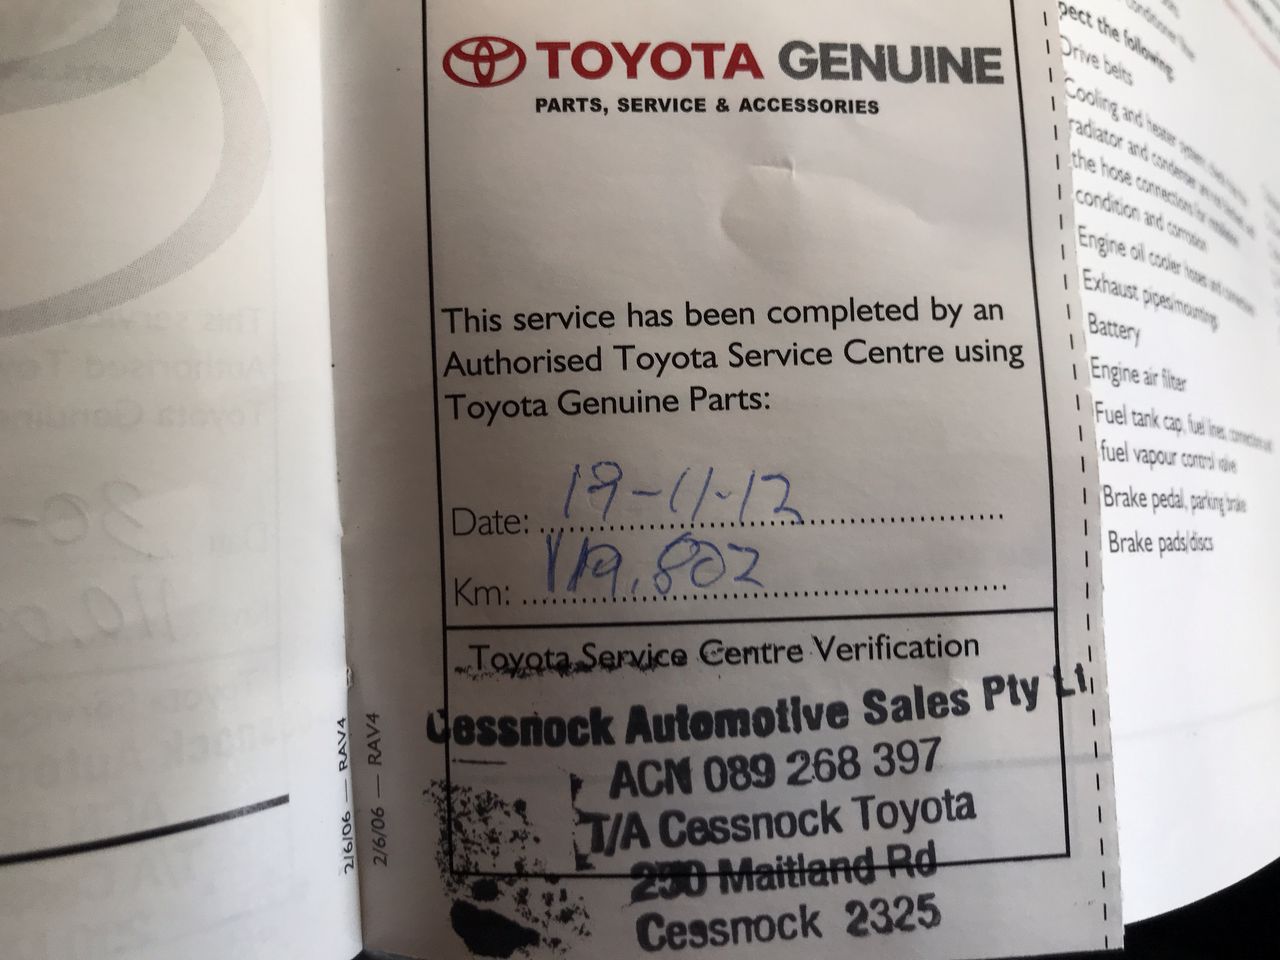 TOYOTA GENUINE
PARTS, SERVICE & ACCESSORIES
This service has been completed by an
Authorised Toyota Service Centre using
Toyota Genuine Parts:
Date: 19-11-12
Km: 119,802
Toyota Service Centre Verification
Cessnock Automotive Sales Pty Lt
ACN 089 268 397
T/A Cessnock Toyota
230 Maitland Rd
Cessnock 2325
2/6/06 — RAV4
2/6/06 — RAV4
pect the following
Drive belts
Cooling and heater system
radiator and condenser
the hose connections for
condition and corrosion
Engine oil cooler hoses and connections
Exhaust pipes/mountings
Battery
Engine air filter
Fuel tank cap, fuel lines, connections and
fuel vapour control valve
Brake pedal, parking brake
Brake pads/discs